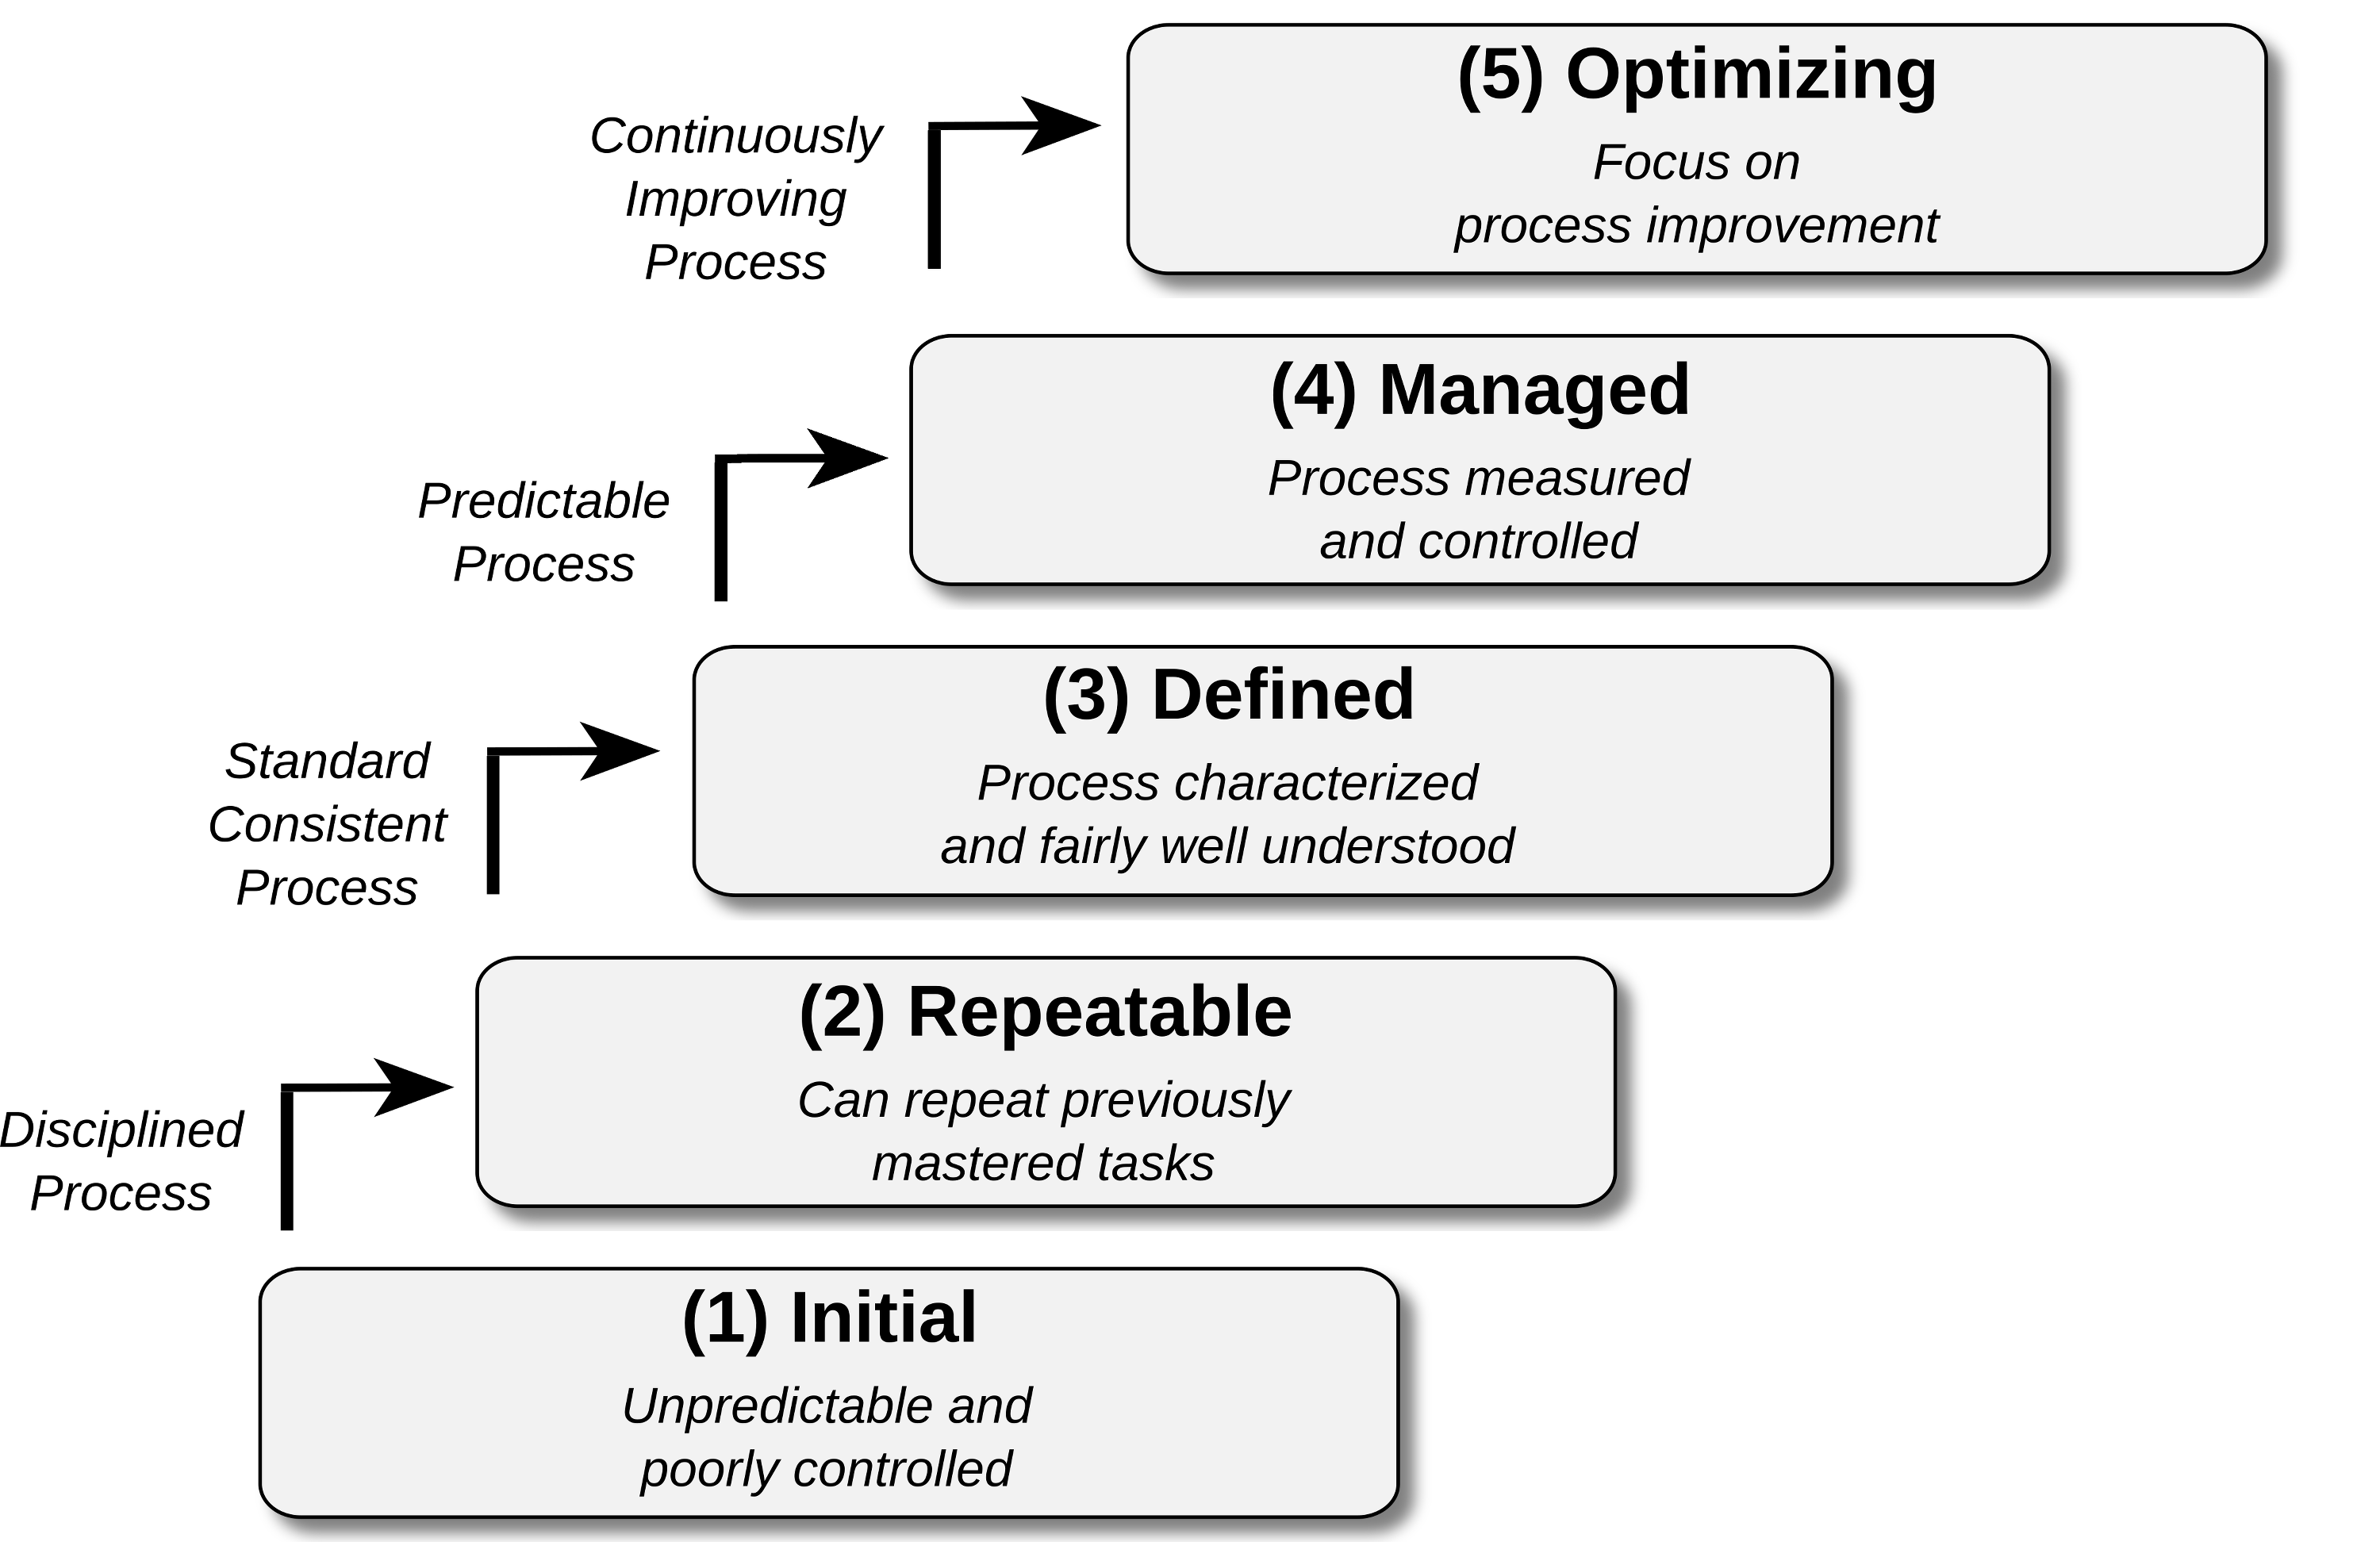 (5) Optimizing
Focus on
process improvement
Continuously
Improving
Process
(4) Managed
Process measured
and controlled
Predictable
Process
(3) Defined
Process characterized
and fairly well understood
Standard
Consistent
Process
(2) Repeatable
Can repeat previously
mastered tasks
Disciplined
Process
(1) Initial
Unpredictable and
poorly controlled